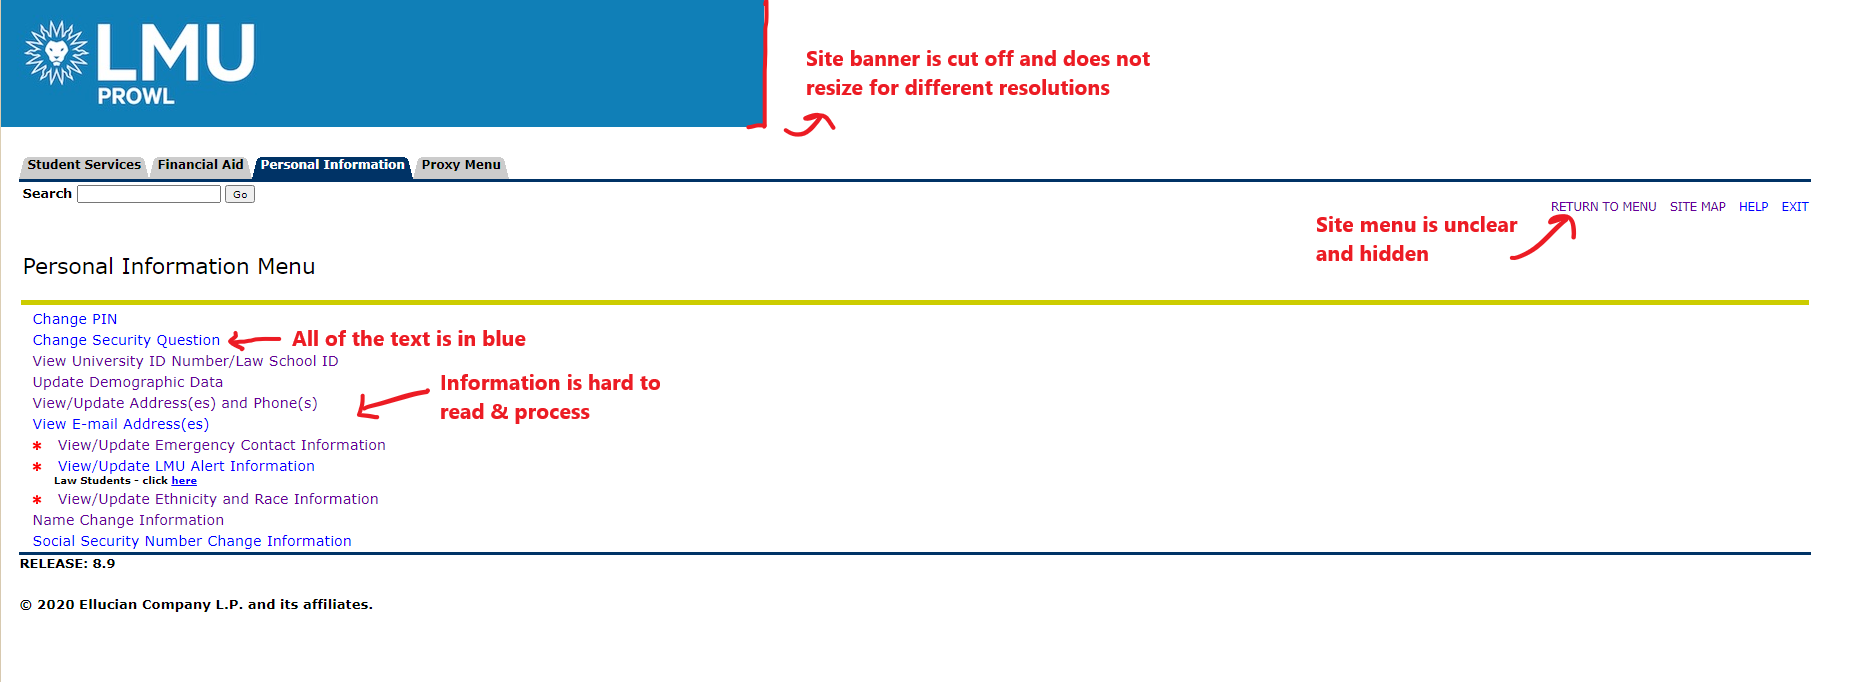 LMU
PROWL
Site banner is cut off and does not
resize for different resolutions
Student Services Financial Aid Personal Information Proxy Menu
Search Go
RETURN TO MENU SITE MAP HELP EXIT
Site menu is unclear
and hidden
Personal Information Menu
Change PIN
Change Security Question
All of the text is in blue
View University ID Number/Law School ID
Update Demographic Data
View/Update Address(es) and Phone(s)
Information is hard to
read & process
View E-mail Address(es)
* View/Update Emergency Contact Information
* View/Update LMU Alert Information
Law Students - click here
* View/Update Ethnicity and Race Information
Name Change Information
Social Security Number Change Information
RELEASE: 8.9
© 2020 Ellucian Company L.P. and its affiliates.